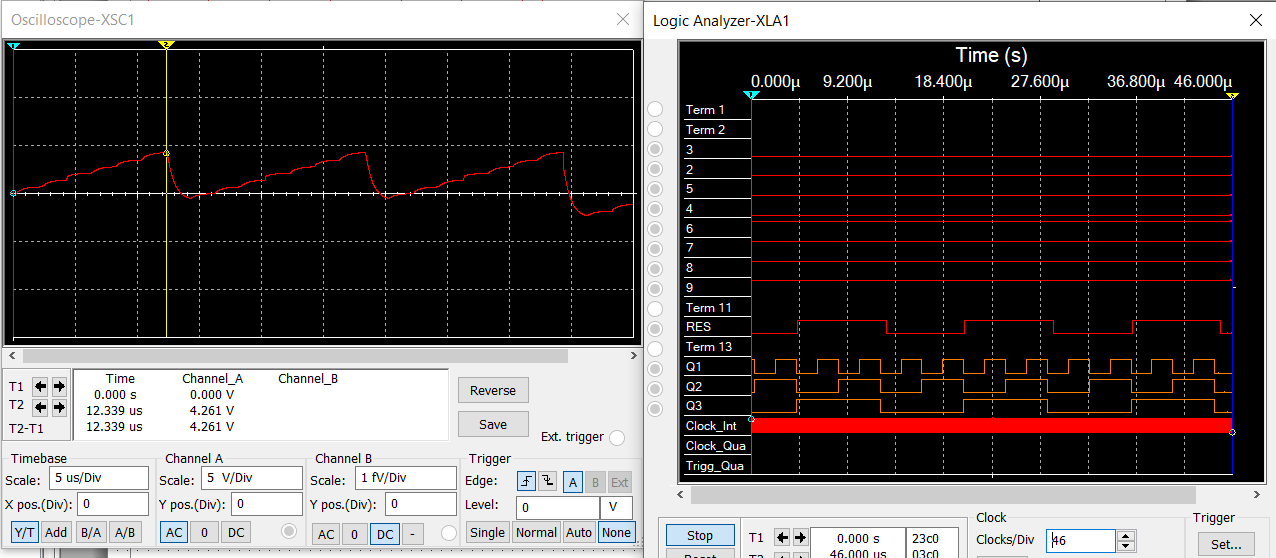 Oscilloscope-XSC1
T1
T2
T2-T1
Time Channel_A Channel_B
0.000 s 0.000 V
12.339 us 4.261 V
12.339 us 4.261 V
Reverse
Save
Ext. trigger
Timebase
Scale: 5 us/Div
X pos.(Div): 0
Y/T Add B/A A/B
Channel A
Scale: 5 V/Div
Y pos.(Div): 0
AC 0 DC
Channel B
Scale: 1 fV/Div
Y pos.(Div): 0
AC 0 DC -
Trigger
Edge: A B Ext
Level: 0 V
Single Normal Auto None
Logic Analyzer-XLA1
Time (s)
0.000μ 9.200μ 18.400μ 27.600μ 36.800μ 46.000μ
Term 1
Term 2
3
2
5
4
6
7
8
9
Term 11
RES
Term 13
Q1
Q2
Q3
Clock_Int
Clock_Qua
Trigg_Qua
Stop
T1 0.000 s 23c0
46.000 us 03c0
Clock
Clocks/Div 46
Trigger
Set...